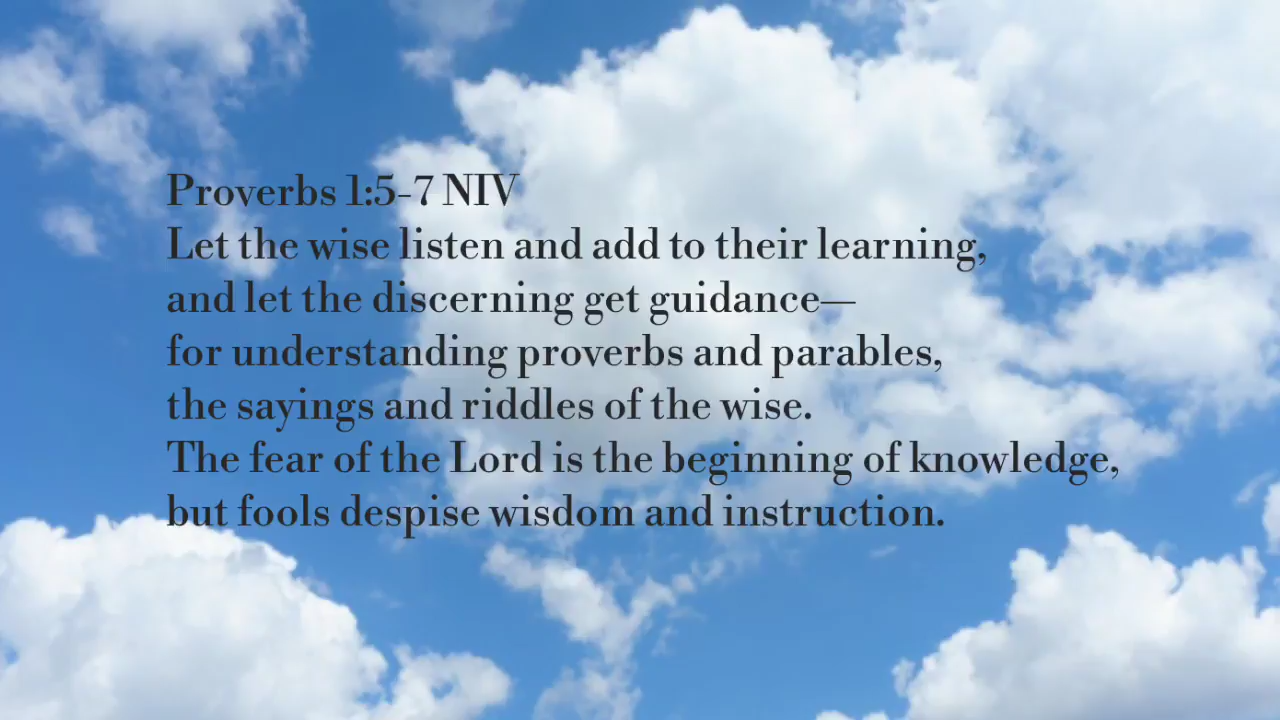 Proverbs 1:5-7 NIV
Let the wise listen and add to their learning,
and let the discerning get guidance—
for understanding proverbs and parables,
the sayings and riddles of the wise.
The fear of the Lord is the beginning of knowledge,
but fools despise wisdom and instruction.